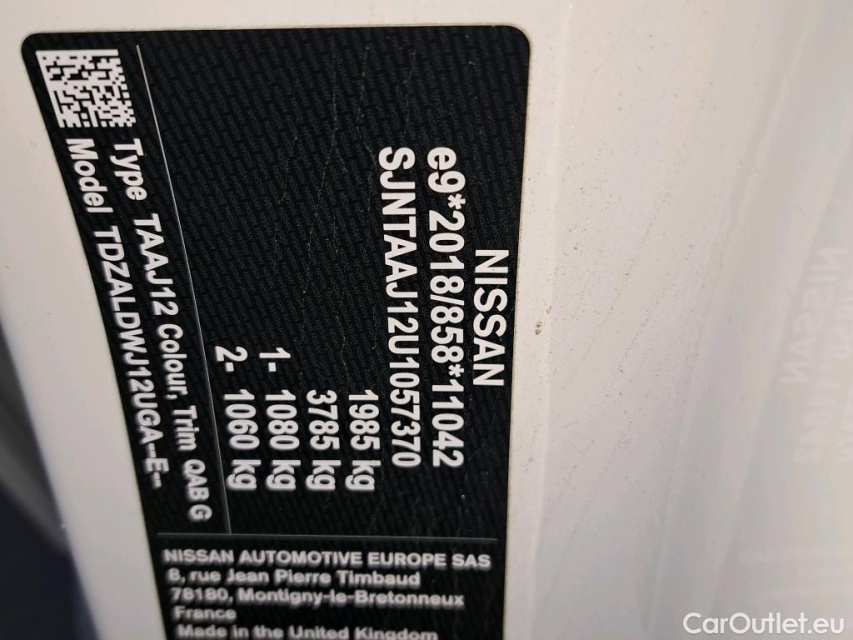 NISSAN
e9*2018/858*11042
SJNTAAJ12U1057370
1985 kg
3785 kg
1- 1080 kg
2- 1060 kg
Type TAAJ12 Colour, Trim QAB G
Model TDZALDWJ12UGA--E--
NISSAN AUTOMOTIVE EUROPE SAS
8, rue Jean Pierre Timbaud
78180, Montigny-le-Bretonneux
France
Made in the United Kingdom
CarOutlet.eu